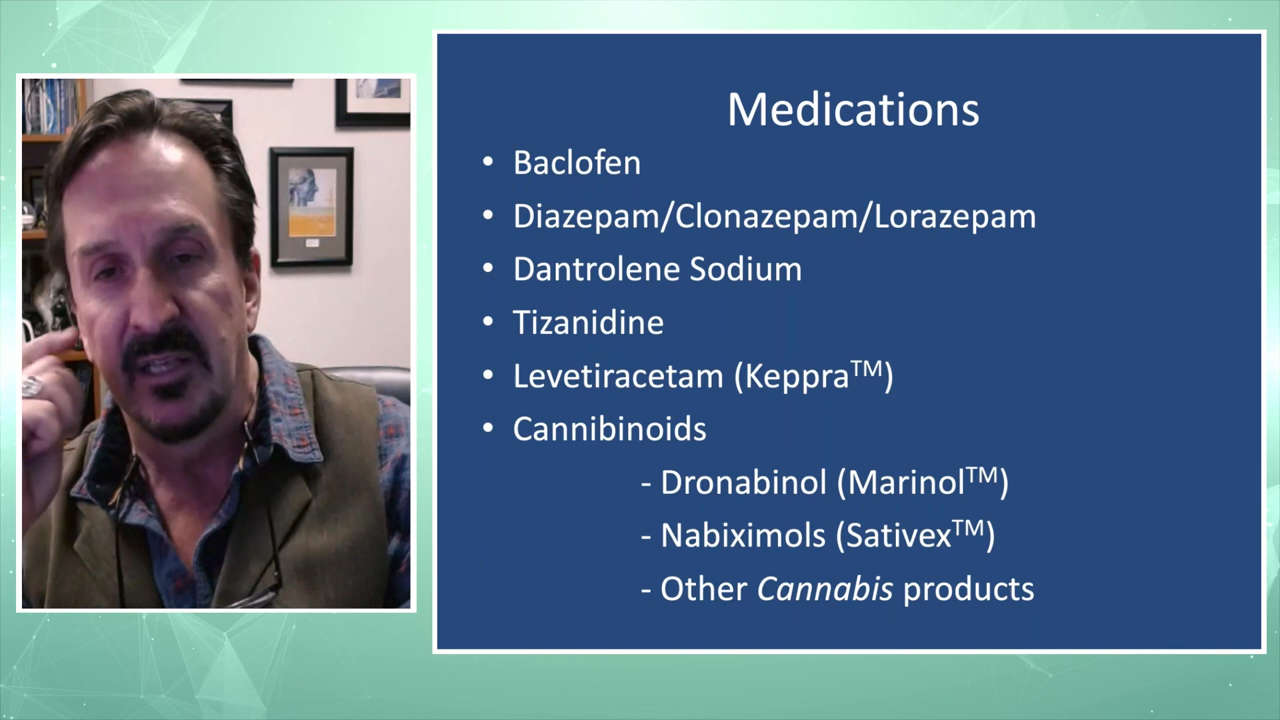 Medications
• Baclofen
• Diazepam/Clonazepam/Lorazepam
• Dantrolene Sodium
• Tizanidine
• Levetiracetam (Keppra™)
• Cannibinoids
- Dronabinol (Marinol™)
- Nabiximols (Sativex™)
- Other Cannabis products